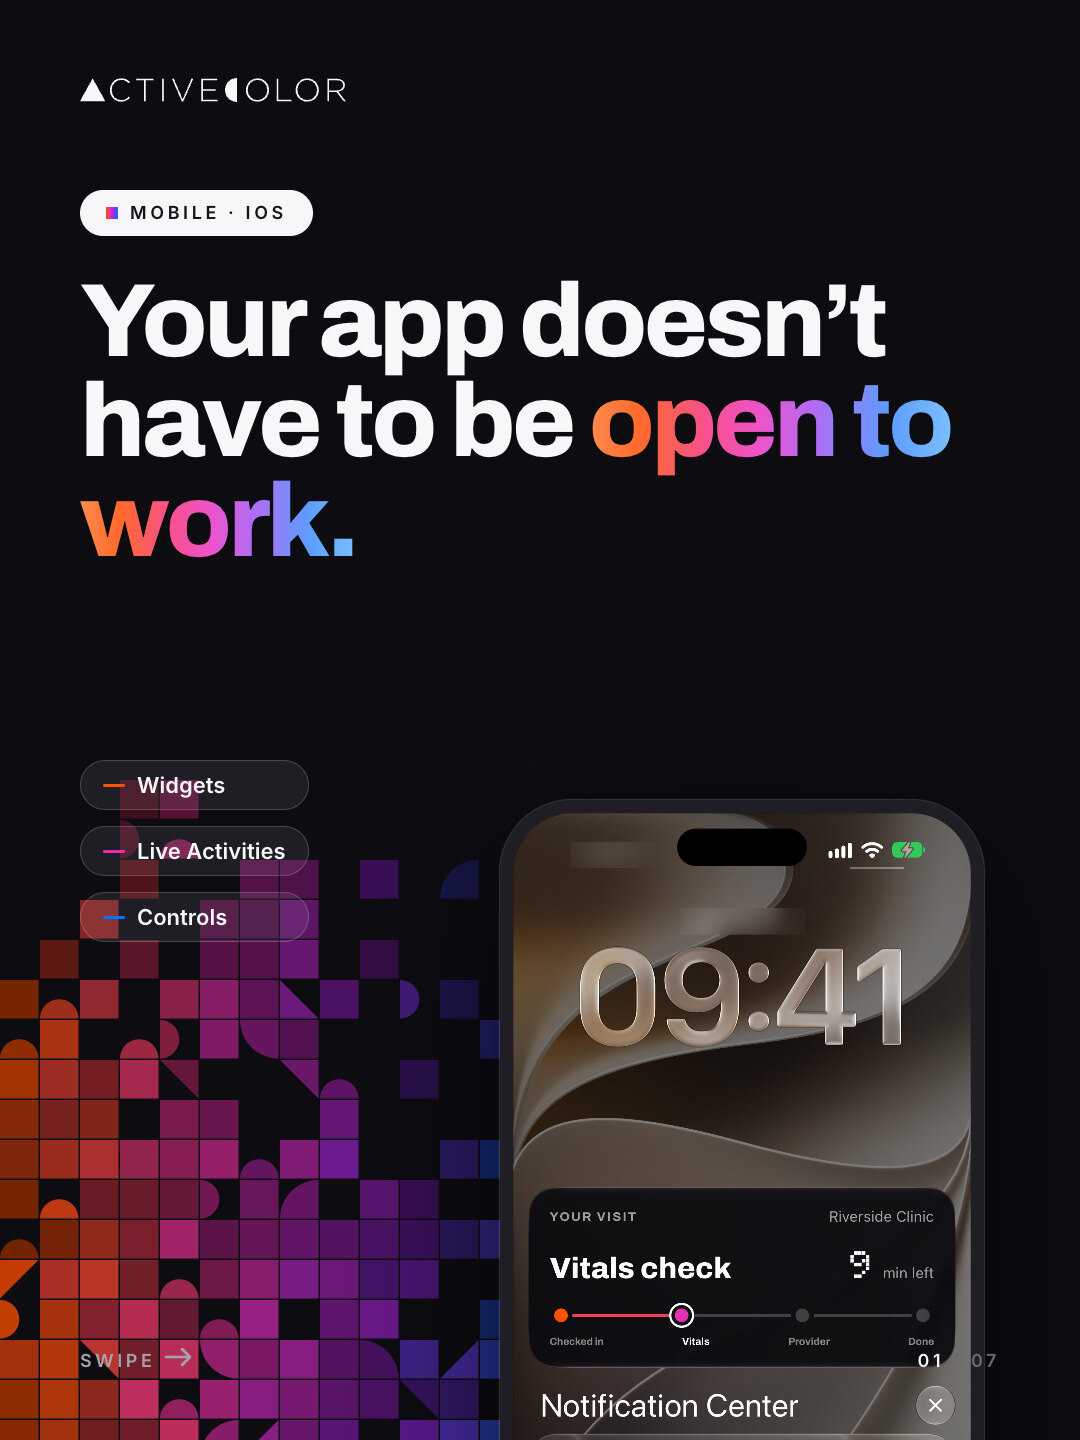 ACTIVECOLOR
MOBILE · IOS
Your app doesn’t
have to be open to
work.
Widgets
Live Activities
Controls
09:41
YOUR VISIT
Riverside Clinic
Vitals check
9 min left
Checked in
Vitals
Provider
Done
SWIPE →
01 / 07
Notification Center